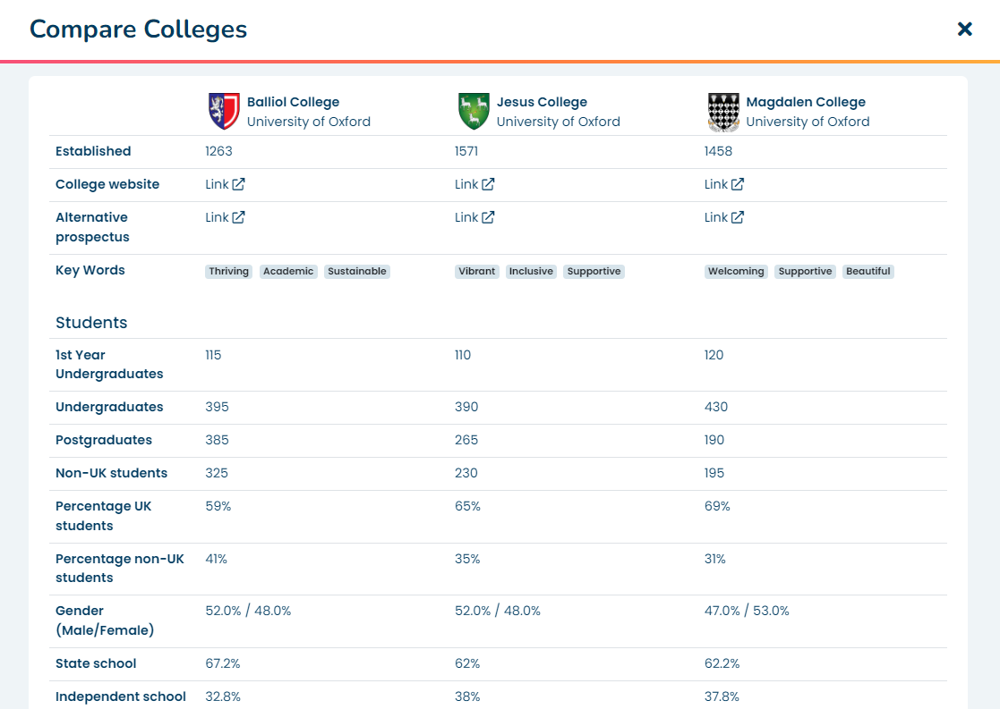 Compare Colleges
Balliol College Jesus College Magdalen College
University of Oxford University of Oxford University of Oxford
Established 1263 1571 1458
College website Link Link Link
Alternative Link Link Link
prospectus
Key Words Thriving Academic Sustainable Vibrant Inclusive Supportive Welcoming Supportive Beautiful
Students
1st Year 115 110 120
Undergraduates
Undergraduates 395 390 430
Postgraduates 385 265 190
Non-UK students 325 230 195
Percentage UK 59% 65% 69%
students
Percentage non-UK 41% 35% 31%
students
Gender 52.0% / 48.0% 52.0% / 48.0% 47.0% / 53.0%
(Male/Female)
State school 67.2% 62% 62.2%
Independent school 32.8% 38% 37.8%